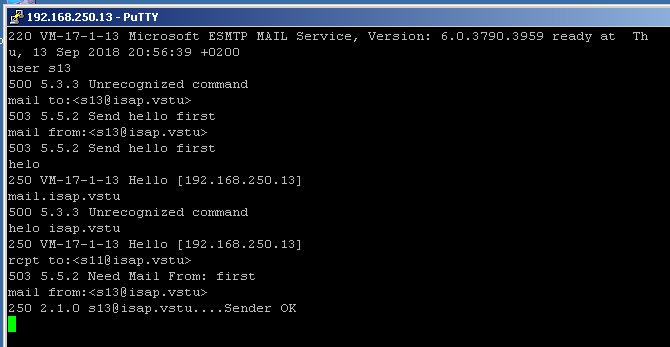 192.168.250.13 - PuTTY
220 VM-17-1-13 Microsoft ESMTP MAIL Service, Version: 6.0.3790.3959 ready at  Th
u, 13 Sep 2018 20:56:39 +0200
user s13
500 5.3.3 Unrecognized command
mail to:<s13@isap.vstu>
503 5.5.2 Send hello first
mail from:<s13@isap.vstu>
503 5.5.2 Send hello first
helo
250 VM-17-1-13 Hello [192.168.250.13]
mail.isap.vstu
500 5.3.3 Unrecognized command
helo isap.vstu
250 VM-17-1-13 Hello [192.168.250.13]
rcpt to:<s11@isap.vstu>
503 5.5.2 Need Mail From: first
mail from:<s13@isap.vstu>
250 2.1.0 s13@isap.vstu....Sender OK